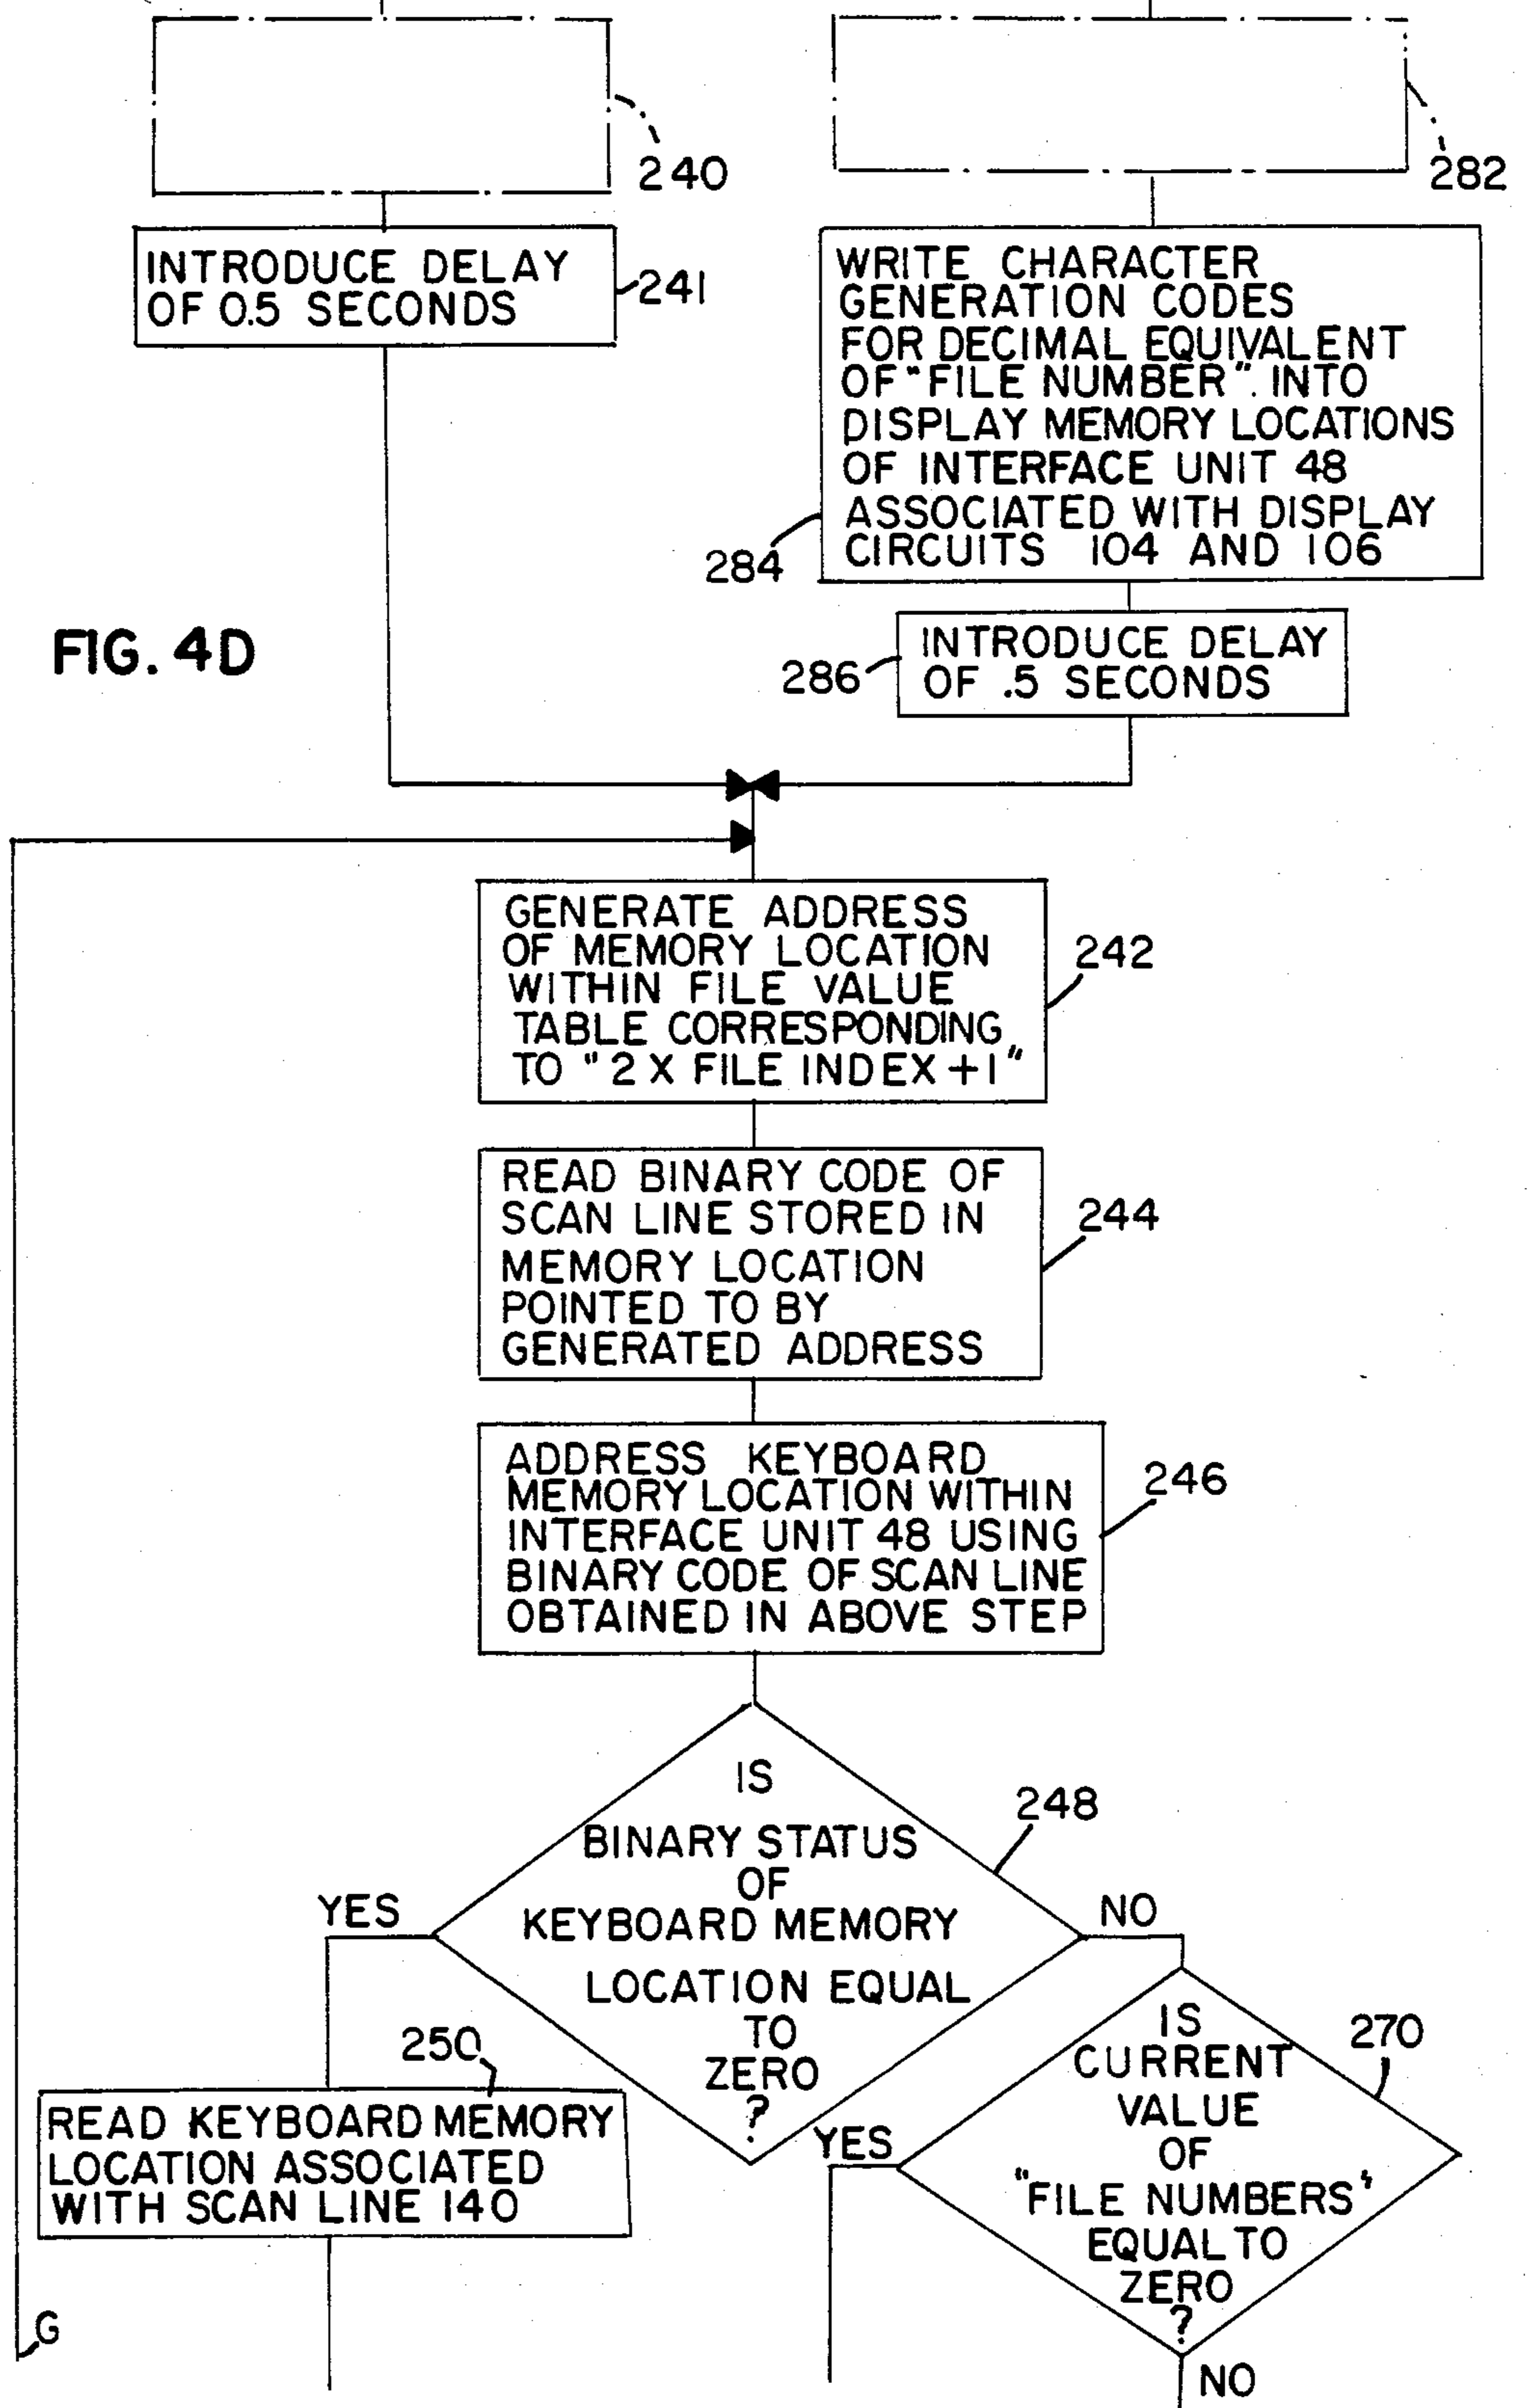 240
282
INTRODUCE DELAY
OF 0.5 SECONDS
241
WRITE CHARACTER
GENERATION CODES
FOR DECIMAL EQUIVALENT
OF "FILE NUMBER". INTO
DISPLAY MEMORY LOCATIONS
OF INTERFACE UNIT 48
ASSOCIATED WITH DISPLAY
CIRCUITS 104 AND 106
284
FIG. 4D
INTRODUCE DELAY
OF .5 SECONDS
286
GENERATE ADDRESS
OF MEMORY LOCATION
WITHIN FILE VALUE
TABLE CORRESPONDING
TO "2 X FILE INDEX +1"
242
READ BINARY CODE OF
SCAN LINE STORED IN
MEMORY LOCATION
POINTED TO BY
GENERATED ADDRESS
244
ADDRESS KEYBOARD
MEMORY LOCATION WITHIN
INTERFACE UNIT 48 USING
BINARY CODE OF SCAN LINE
OBTAINED IN ABOVE STEP
246
IS
BINARY STATUS
OF
KEYBOARD MEMORY
LOCATION EQUAL
TO
ZERO
?
248
YES
NO
250
READ KEYBOARD MEMORY
LOCATION ASSOCIATED
WITH SCAN LINE 140
IS
CURRENT
VALUE
OF
"FILE NUMBERS"
EQUAL TO
ZERO
?
270
YES
NO
G